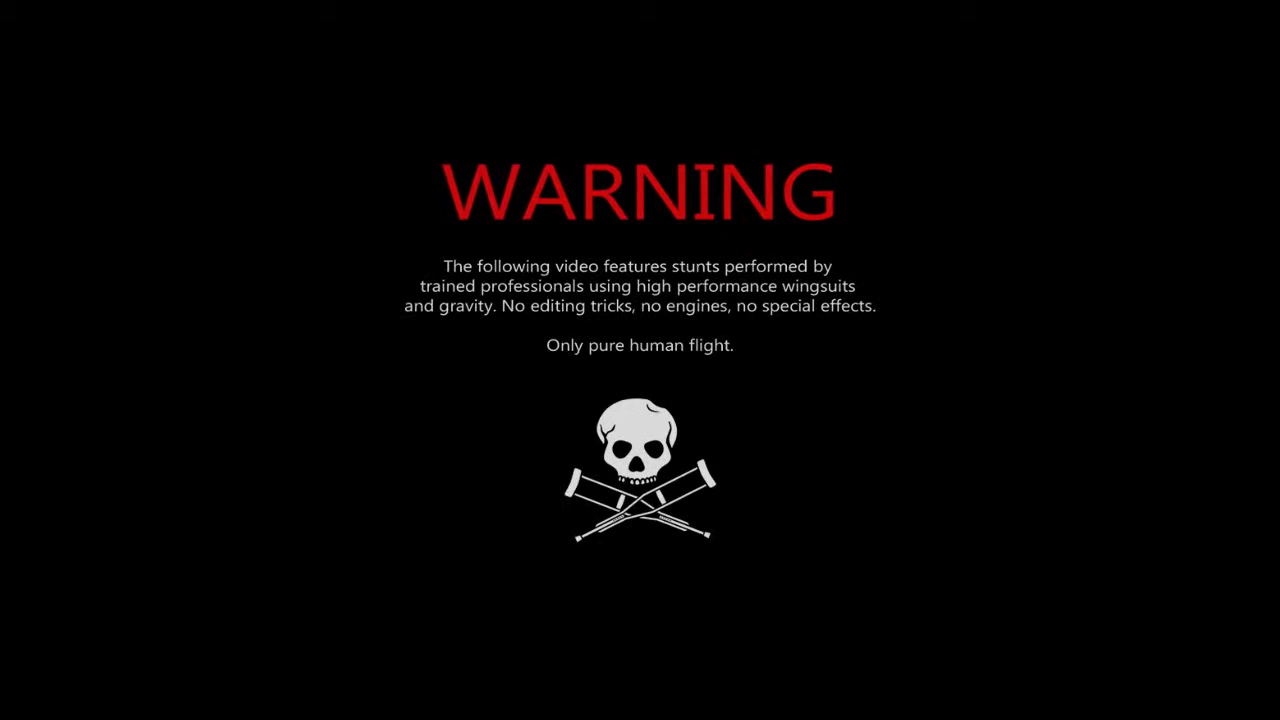 WARNING
The following video features stunts performed by
trained professionals using high performance wingsuits
and gravity. No editing tricks, no engines, no special effects.
Only pure human flight.